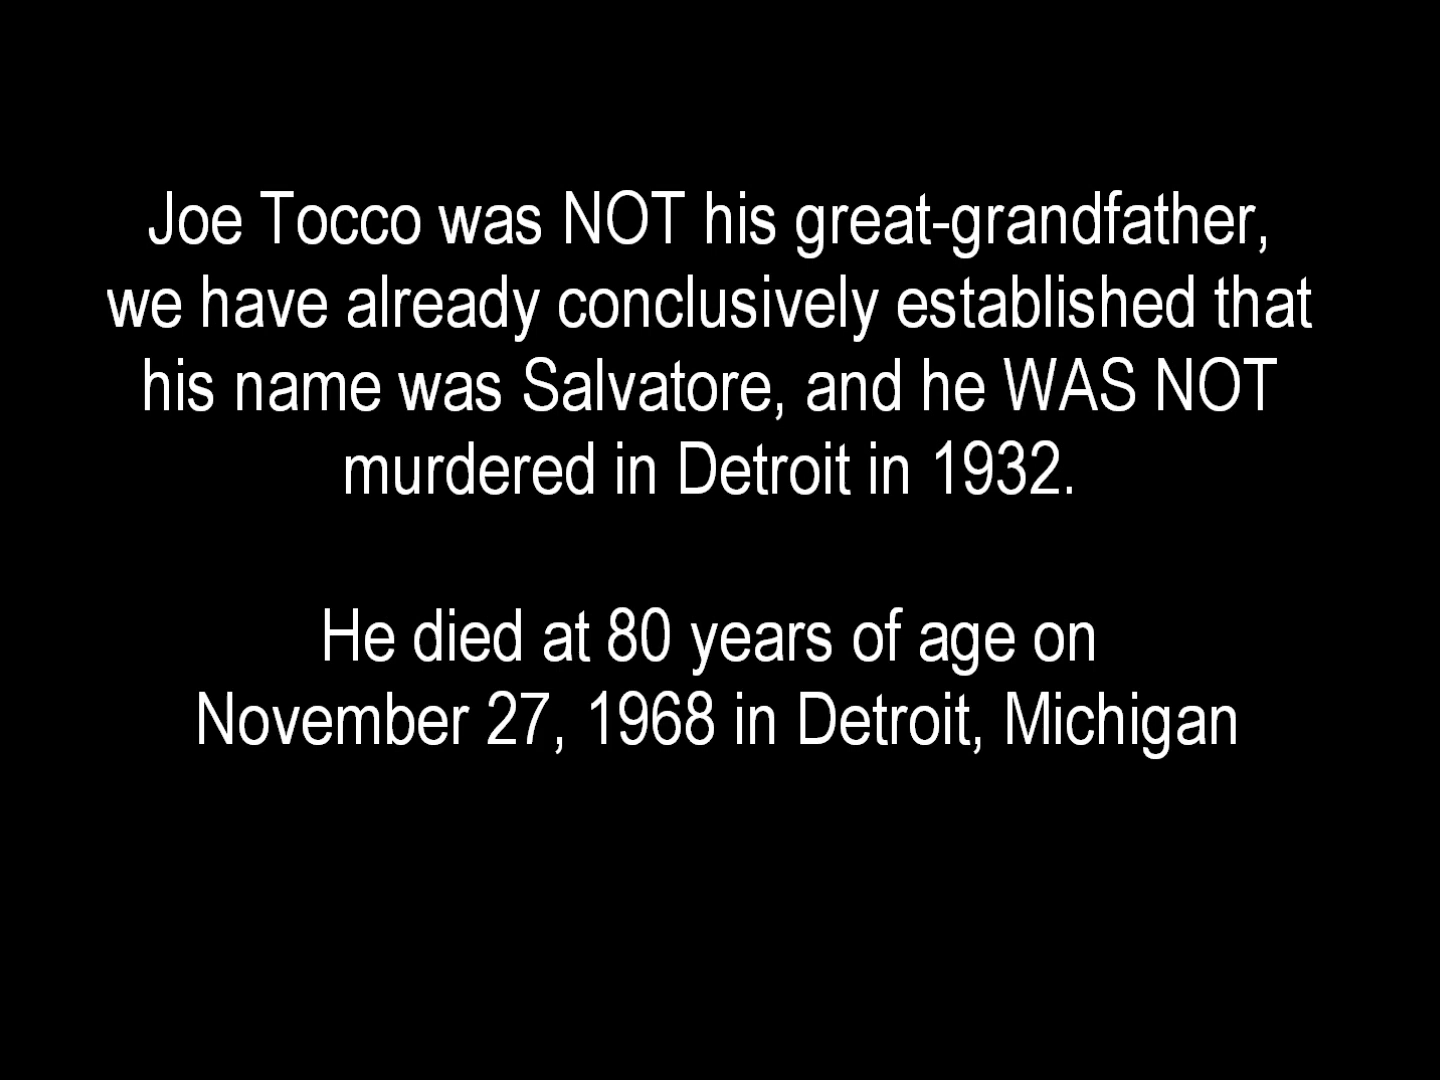 Joe Tocco was NOT his great-grandfather,
we have already conclusively established that
his name was Salvatore, and he WAS NOT
murdered in Detroit in 1932.
He died at 80 years of age on
November 27, 1968 in Detroit, Michigan